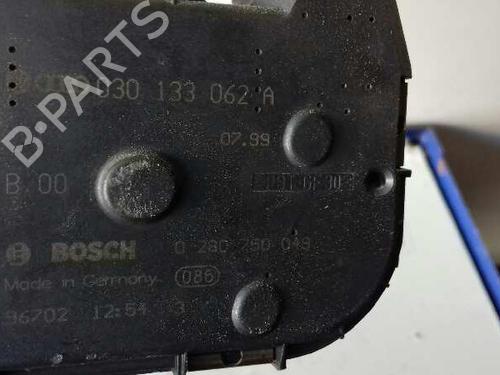 030 133 062 A
07.99
B.00
BOSCH 0 280 750 049
Made in Germany 086
96702 12:54 3
B-Parts